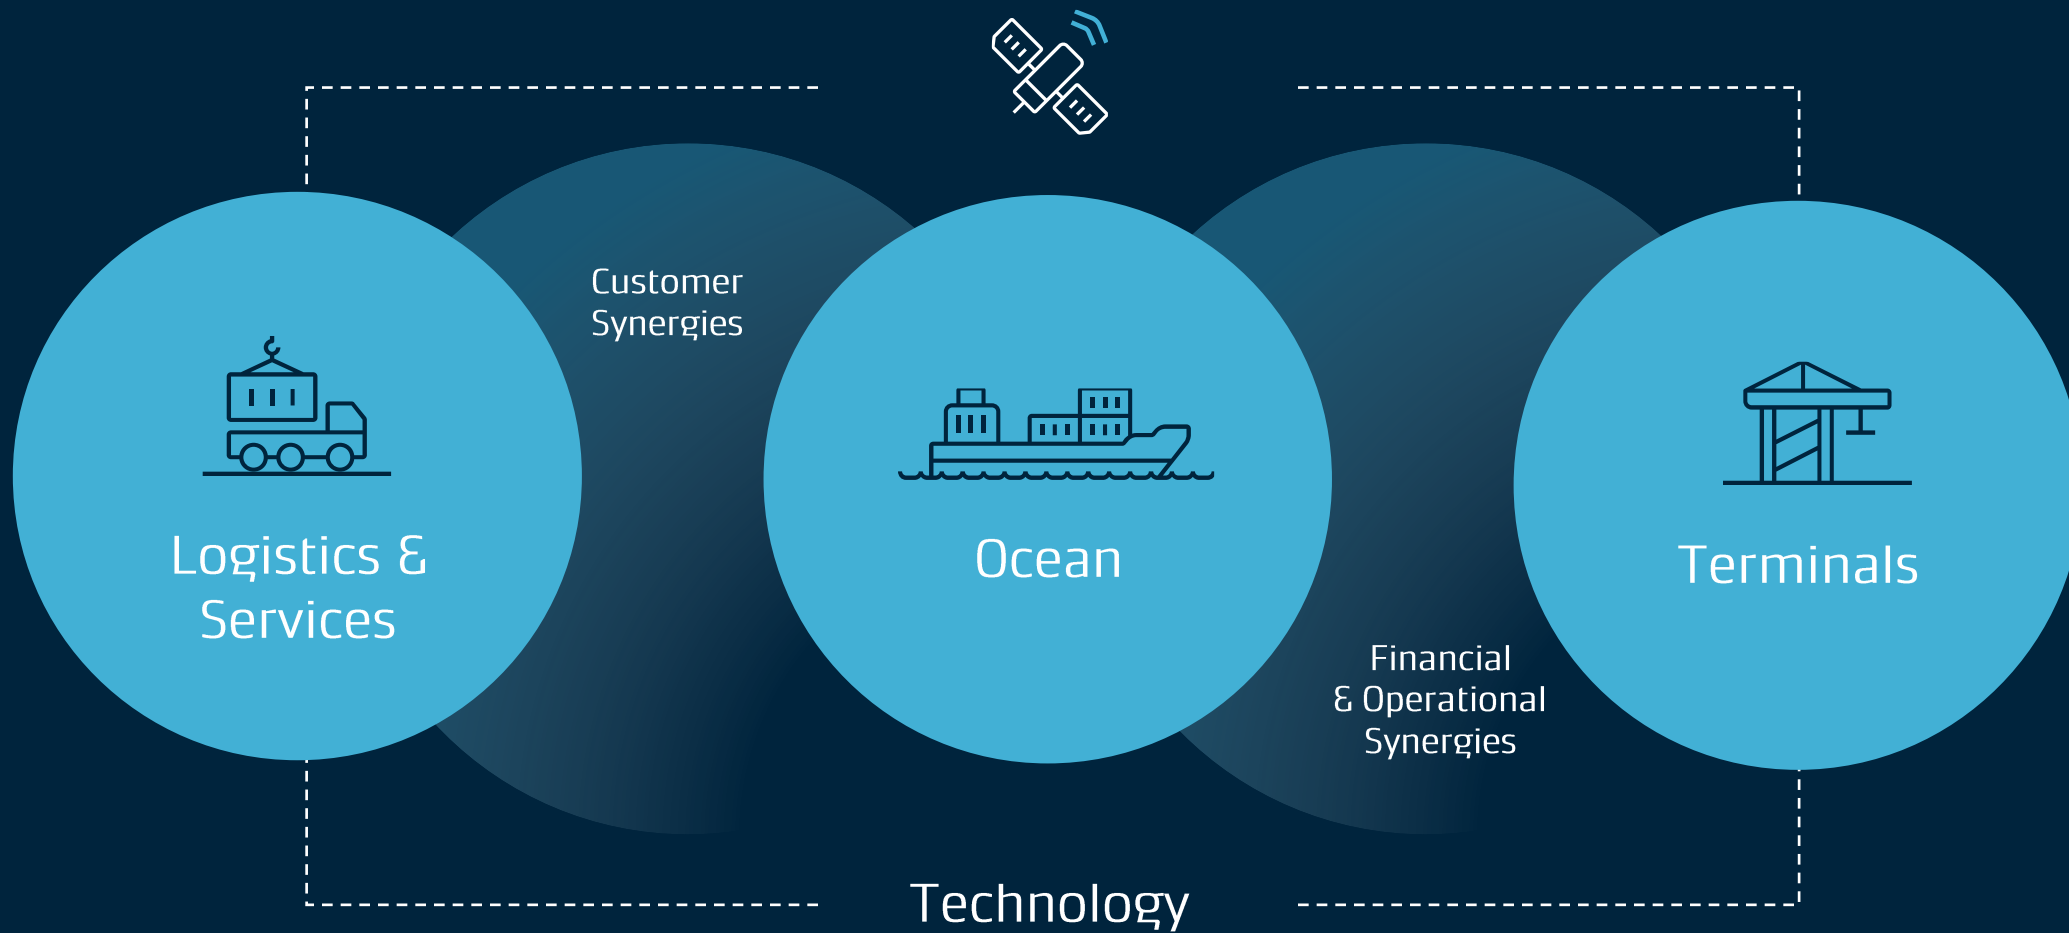 Customer
Synergies
Logistics &
Services
Ocean
Terminals
Financial
& Operational
Synergies
Technology